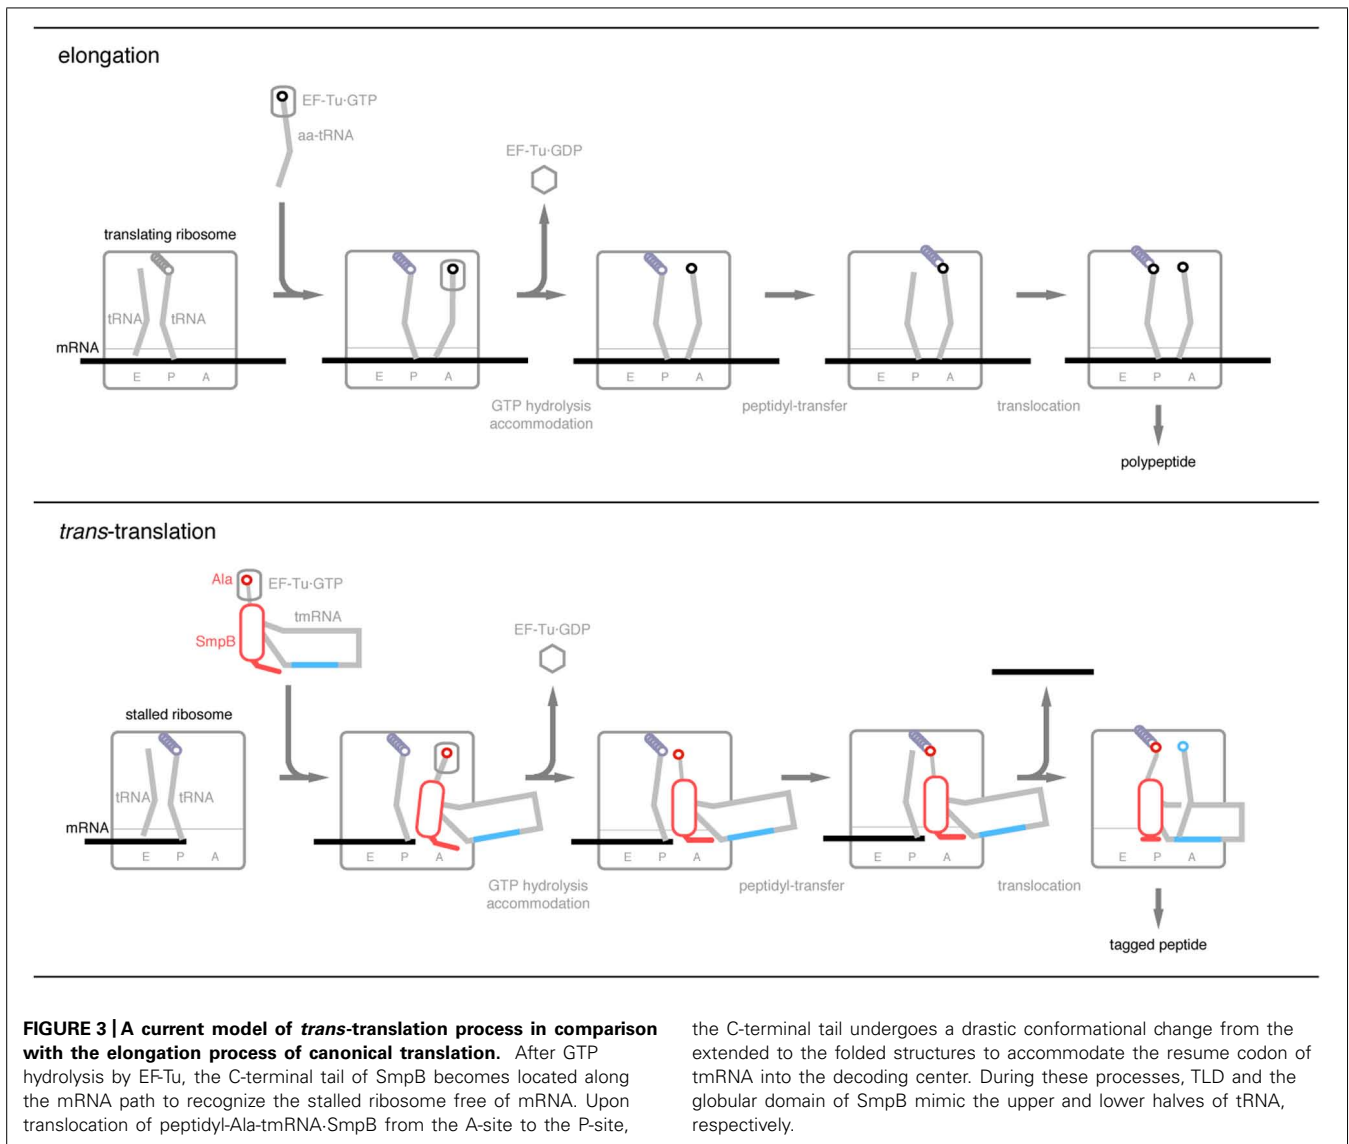 elongation
EF-Tu·GTP
aa-tRNA
EF-Tu·GDP
translating ribosome
tRNA tRNA
mRNA
E P A
E P A
E P A
E P A
E P A
GTP hydrolysis
accommodation
peptidyl-transfer
translocation
polypeptide
trans-translation
Ala
EF-Tu·GTP
tmRNA
SmpB
EF-Tu·GDP
stalled ribosome
tRNA tRNA
mRNA
E P A
E P A
E P A
E P A
E P A
GTP hydrolysis
accommodation
peptidyl-transfer
translocation
tagged peptide
FIGURE 3 | A current model of trans-translation process in comparison
with the elongation process of canonical translation. After GTP
hydrolysis by EF-Tu, the C-terminal tail of SmpB becomes located along
the mRNA path to recognize the stalled ribosome free of mRNA. Upon
translocation of peptidyl-Ala-tmRNA·SmpB from the A-site to the P-site,
the C-terminal tail undergoes a drastic conformational change from the
extended to the folded structures to accommodate the resume codon of
tmRNA into the decoding center. During these processes, TLD and the
globular domain of SmpB mimic the upper and lower halves of tRNA,
respectively.